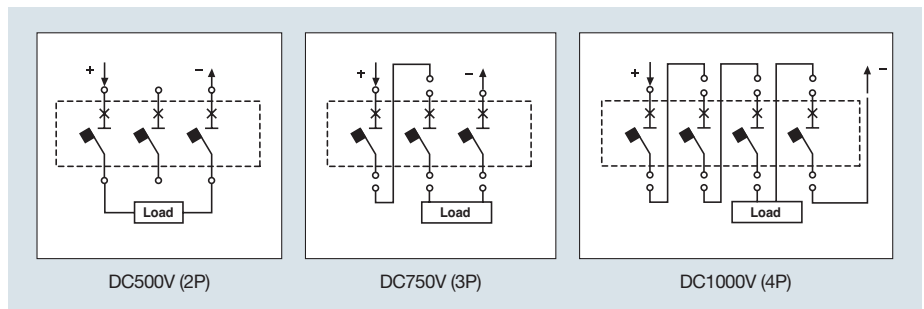 + −
Load
DC500V (2P)
+ −
Load
DC750V (3P)
+ −
Load
DC1000V (4P)